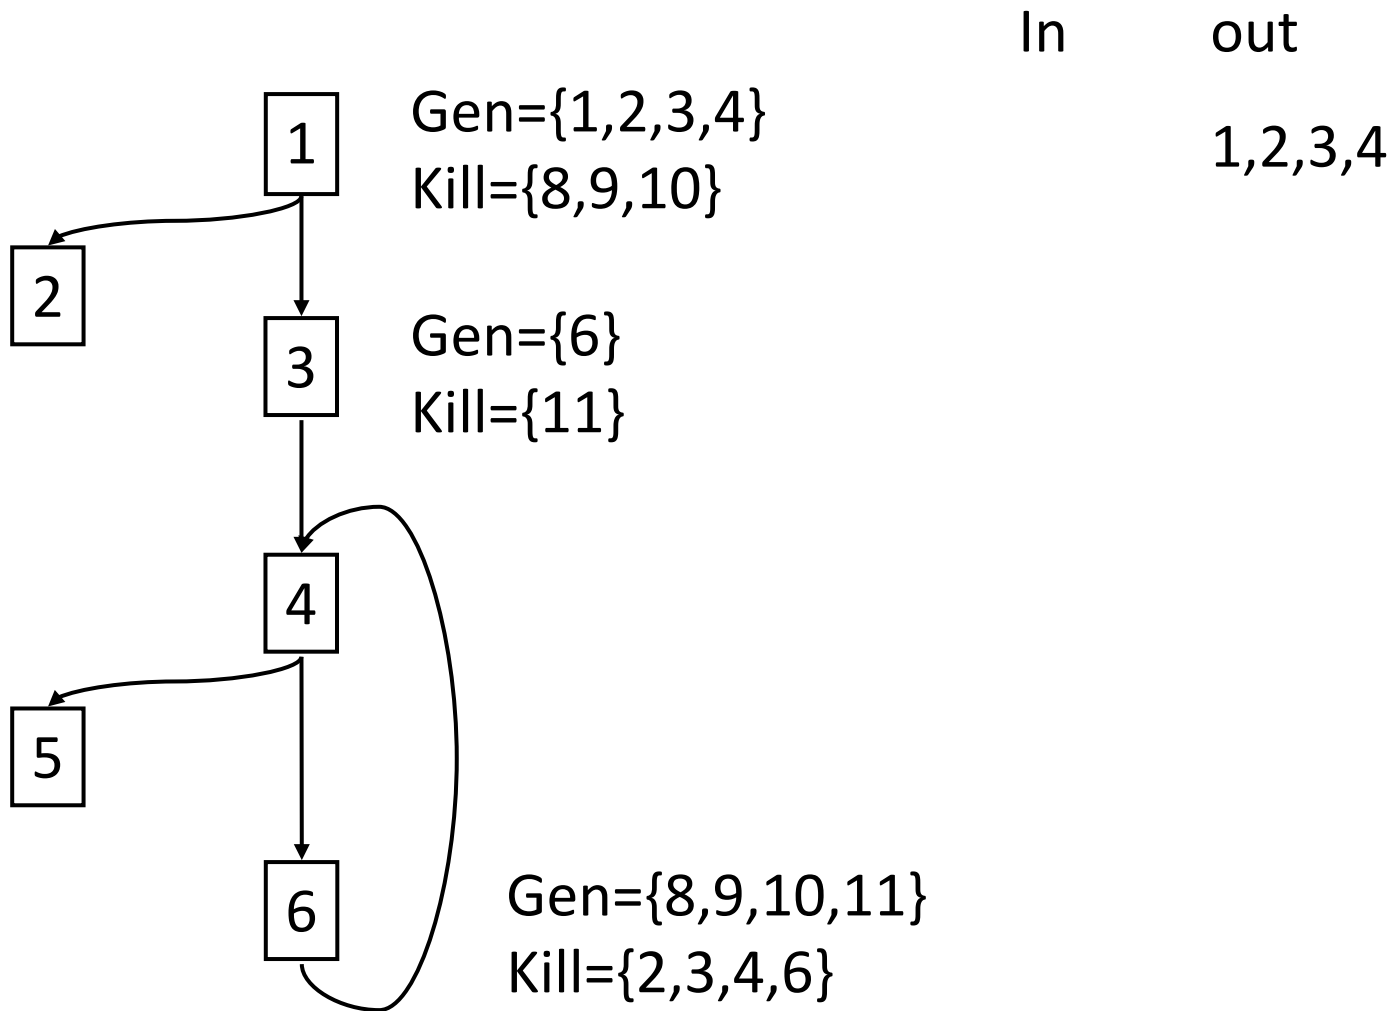 In out
1
Gen={1,2,3,4}
1,2,3,4
Kill={8,9,10}
2
3
Gen={6}
Kill={11}
4
5
6
Gen={8,9,10,11}
Kill={2,3,4,6}